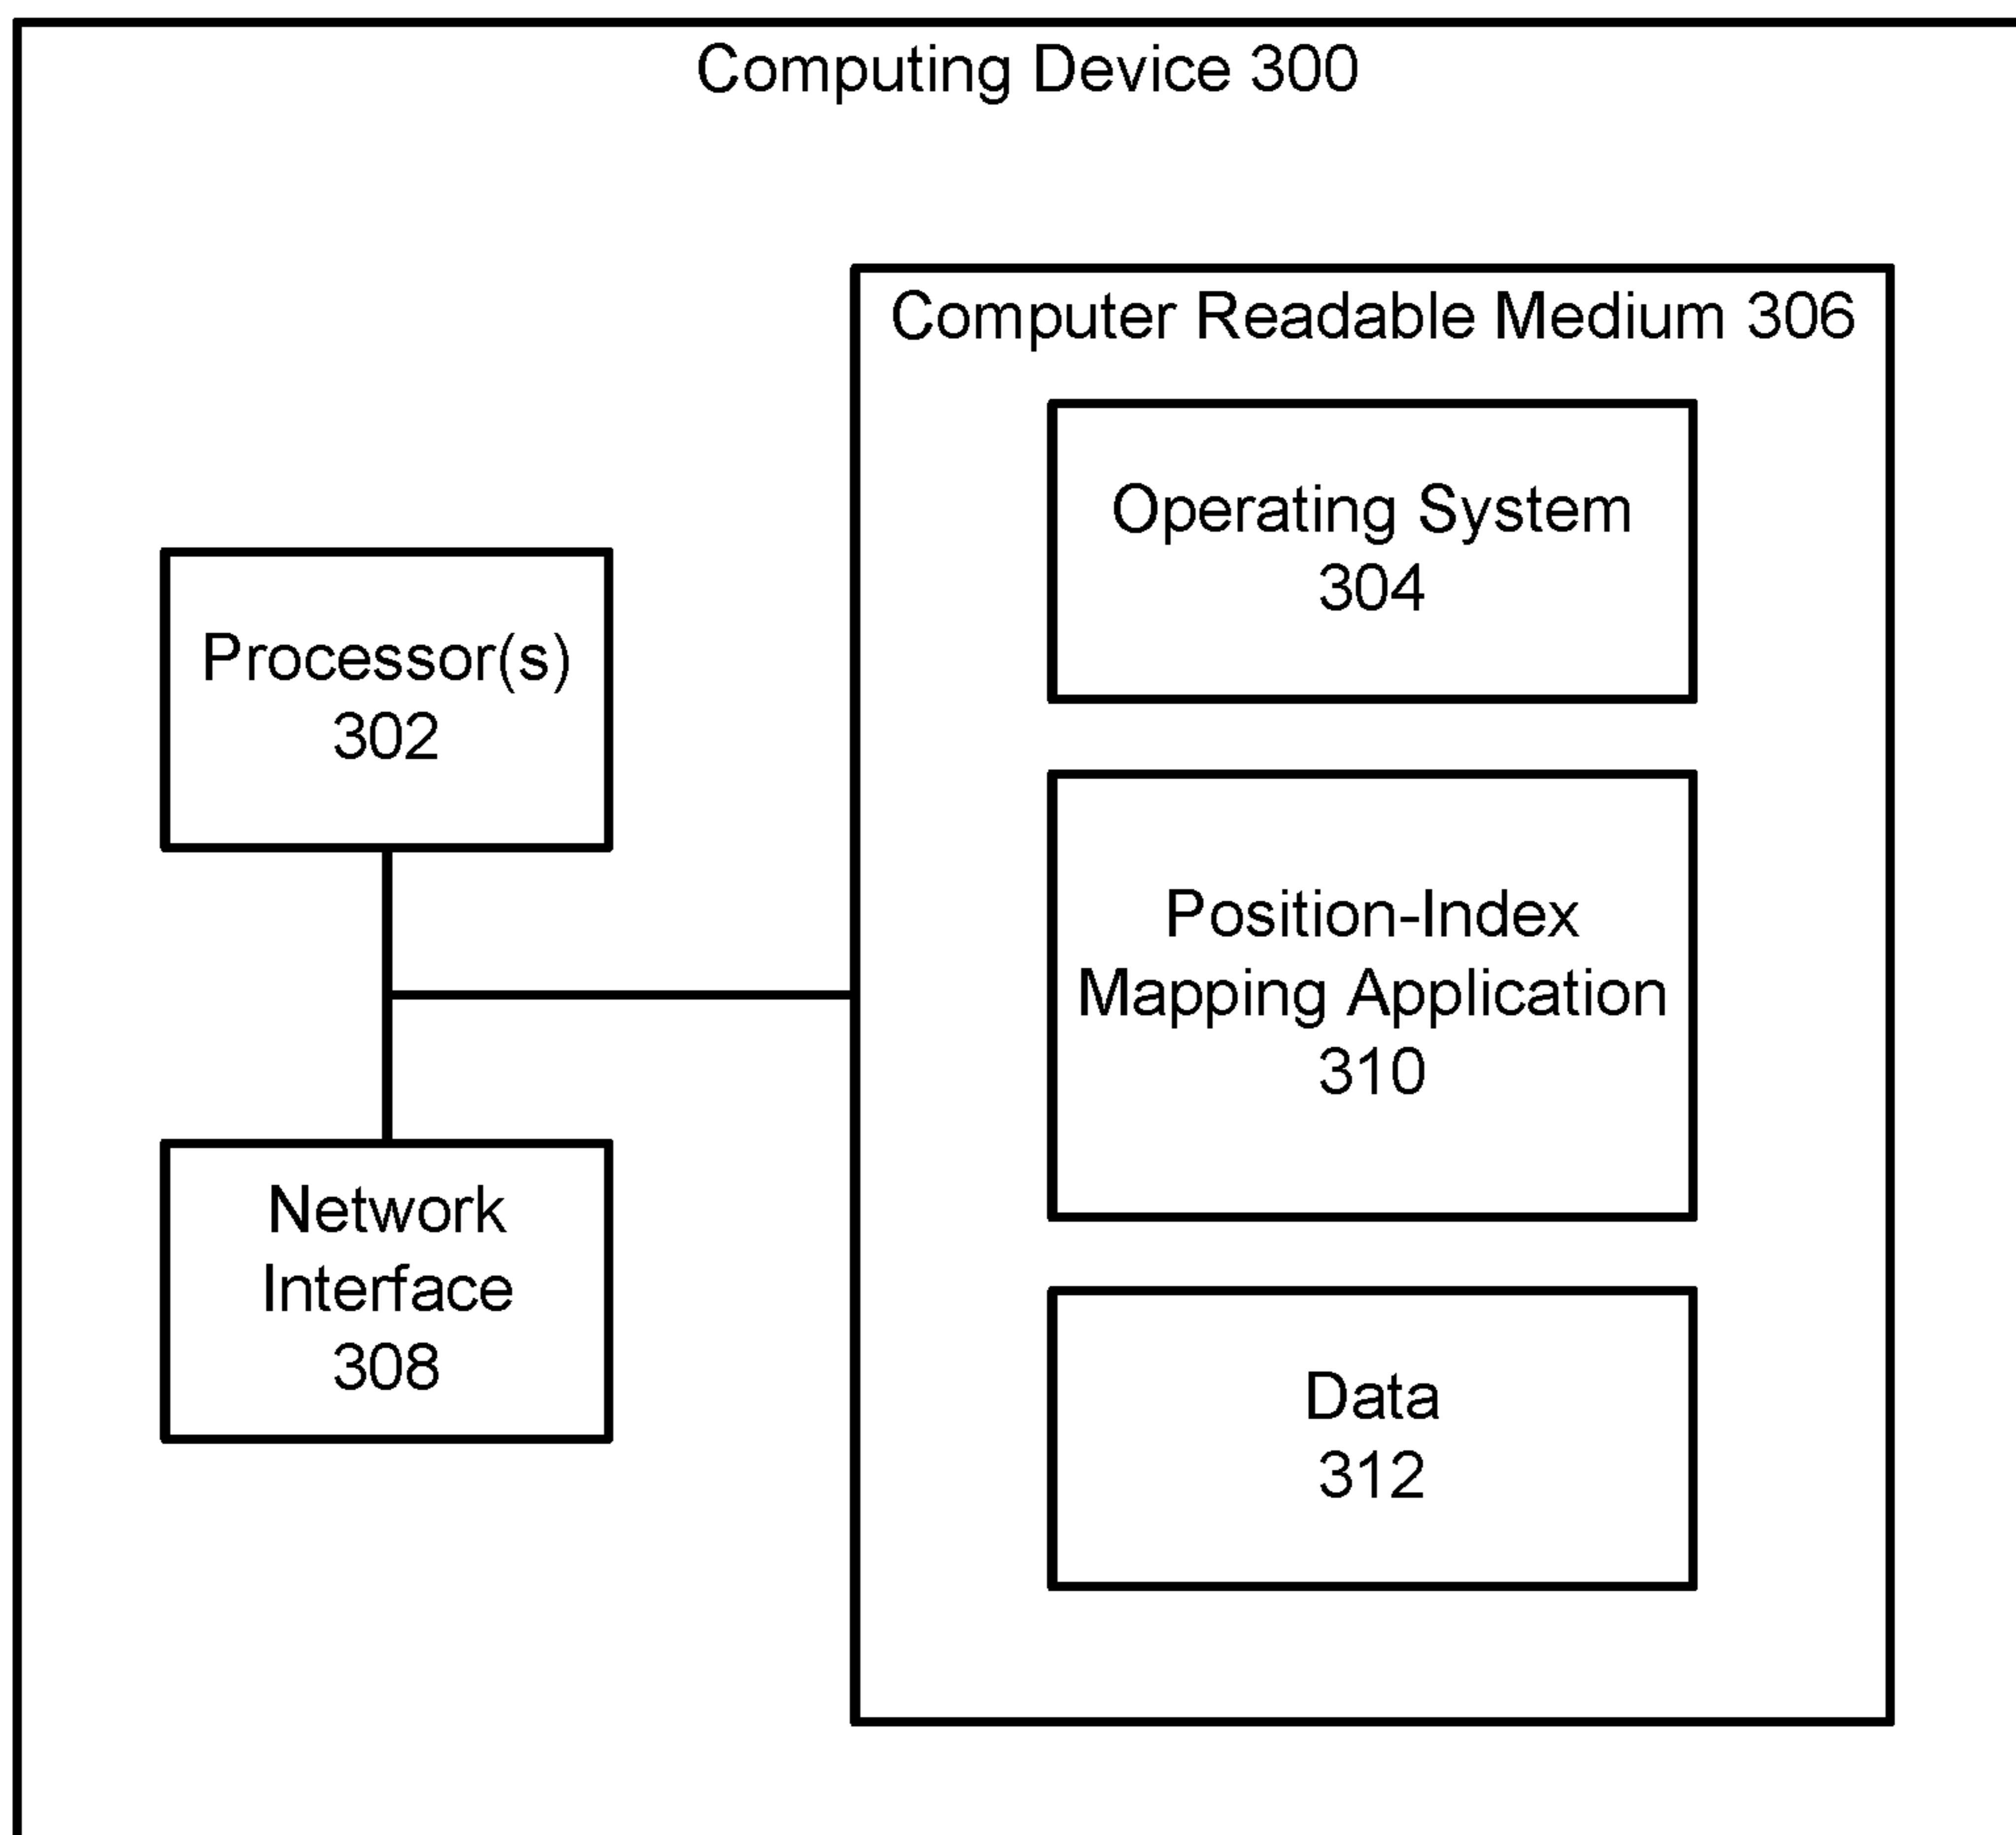 Computing Device 300
Computer Readable Medium 306
Operating System
304
Processor(s)
302
Position-Index
Mapping Application
310
Network
Interface
308
Data
312